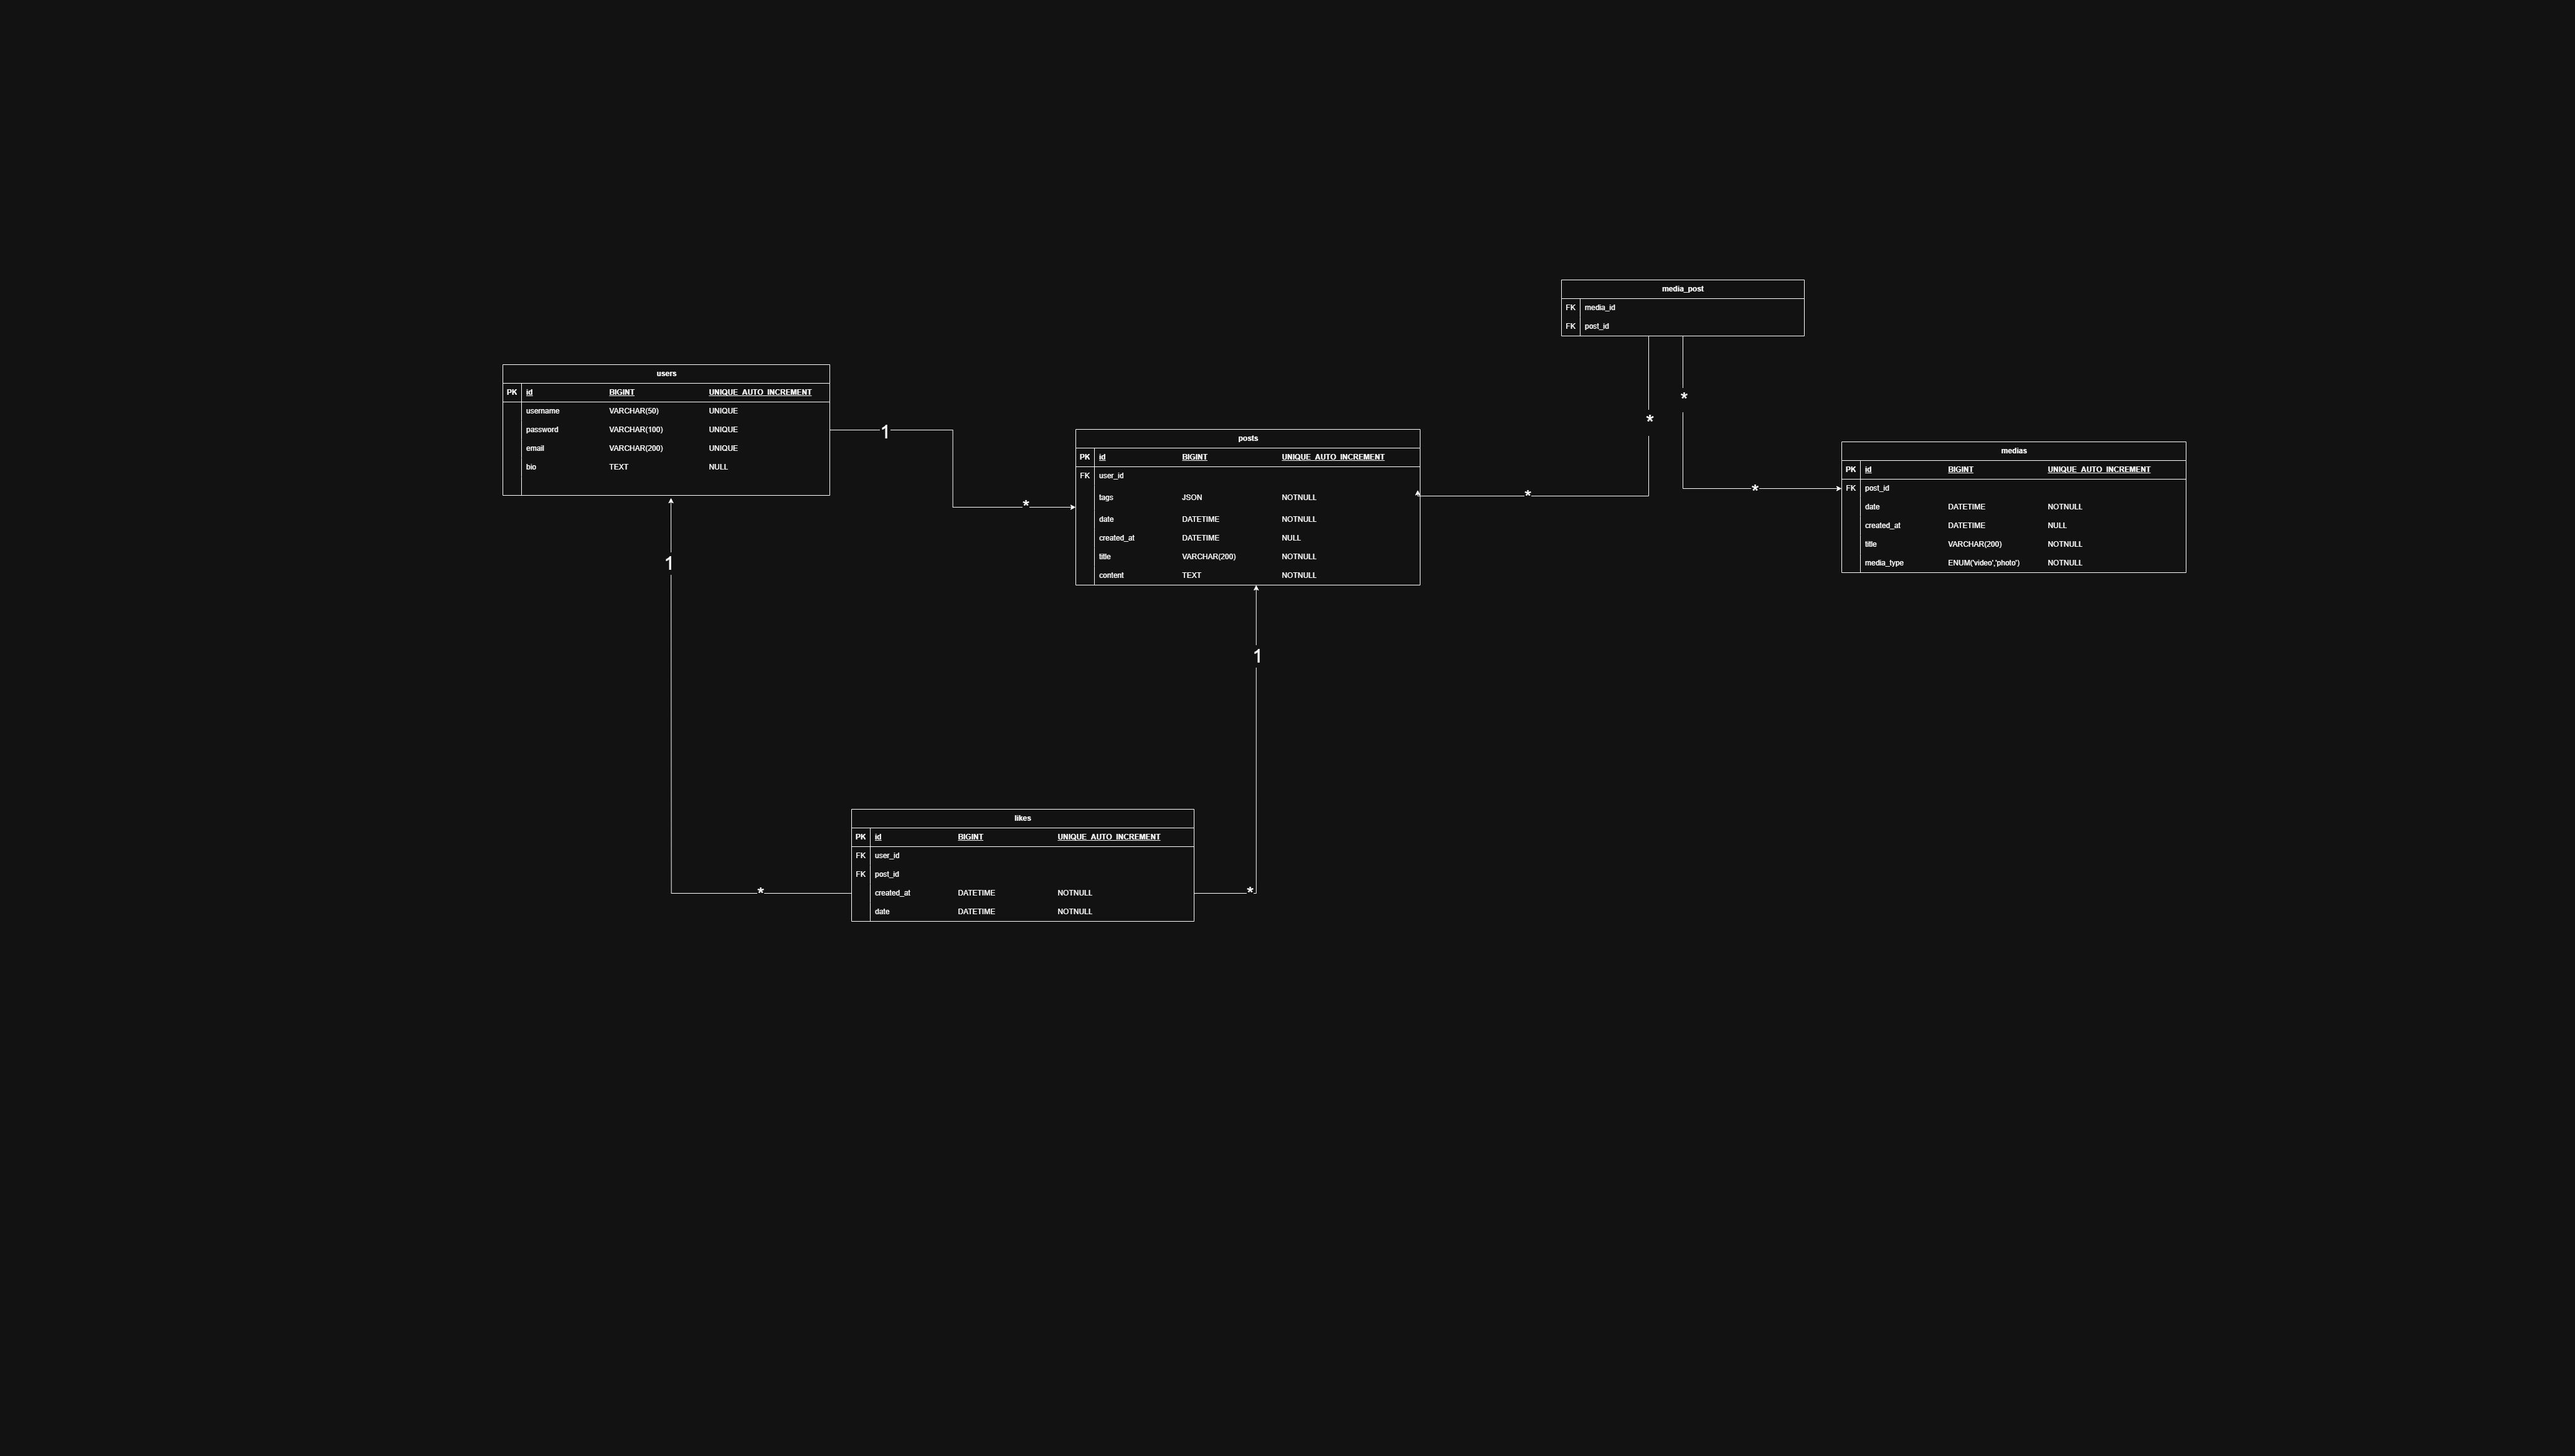 media_post
FK media_id
FK post_id
users
PK id BIGINT UNIQUE_AUTO_INCREMENT
username VARCHAR(50) UNIQUE
password VARCHAR(100) UNIQUE
email VARCHAR(200) UNIQUE
bio TEXT NULL
1
*
posts
PK id BIGINT UNIQUE_AUTO_INCREMENT
FK user_id
tags JSON NOTNULL
date DATETIME NOTNULL
created_at DATETIME NULL
title VARCHAR(200) NOTNULL
content TEXT NOTNULL
*
*
*
*
medias
PK id BIGINT UNIQUE_AUTO_INCREMENT
FK post_id
date DATETIME NOTNULL
created_at DATETIME NULL
title VARCHAR(200) NOTNULL
media_type ENUM('video','photo') NOTNULL
1
1
likes
PK id BIGINT UNIQUE_AUTO_INCREMENT
FK user_id
FK post_id
created_at DATETIME NOTNULL
date DATETIME NOTNULL
*
*